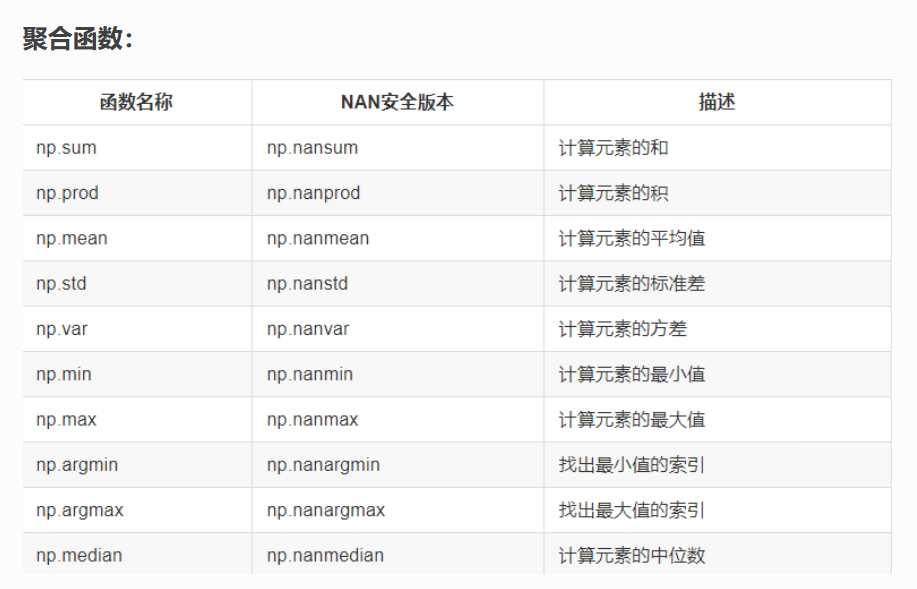 聚合函数:
函数名称 NAN安全版本 描述
np.sum np.nansum 计算元素的和
np.prod np.nanprod 计算元素的积
np.mean np.nanmean 计算元素的平均值
np.std np.nanstd 计算元素的标准差
np.var np.nanvar 计算元素的方差
np.min np.nanmin 计算元素的最小值
np.max np.nanmax 计算元素的最大值
np.argmin np.nanargmin 找出最小值的索引
np.argmax np.nanargmax 找出最大值的索引
np.median np.nanmedian 计算元素的中位数